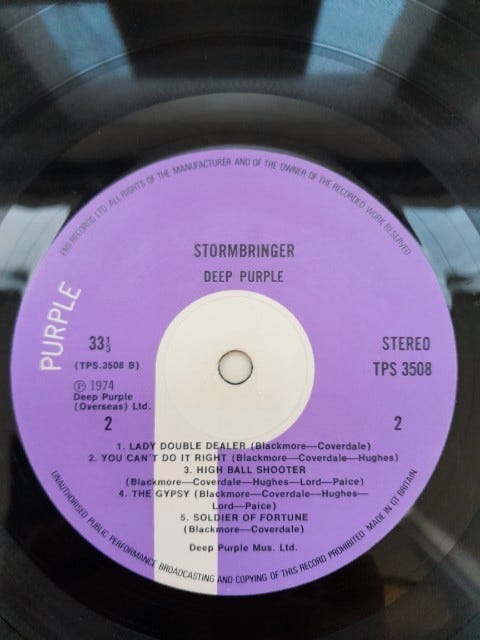 EMI RECORDS LTD ALL RIGHTS OF THE MANUFACTURER AND OF THE OWNER OF THE RECORDED WORK RESERVED
STORMBRINGER
DEEP PURPLE
PURPLE
33⅓
STEREO
(TPS.3508 B)
TPS 3508
℗ 1974
Deep Purple
(Overseas) Ltd.
2
2
1. LADY DOUBLE DEALER (Blackmore—Coverdale)
2. YOU CAN'T DO IT RIGHT (Blackmore—Coverdale—Hughes)
3. HIGH BALL SHOOTER
(Blackmore—Coverdale—Hughes—Lord—Paice)
4. THE GYPSY (Blackmore—Coverdale—Hughes—
Lord—Paice)
5. SOLDIER OF FORTUNE
(Blackmore—Coverdale)
Deep Purple Mus. Ltd.
UNAUTHORISED PUBLIC PERFORMANCE BROADCASTING AND COPYING OF THIS RECORD PROHIBITED MADE IN GT BRITAIN